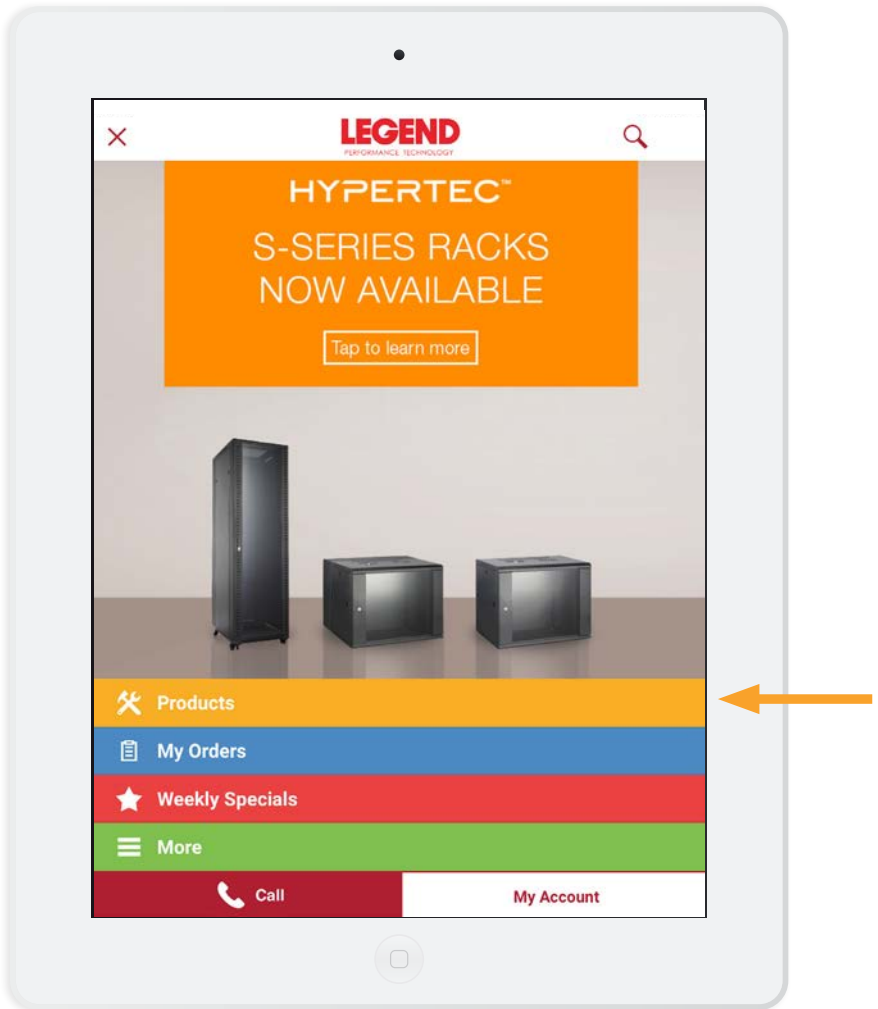 LEGEND
PERFORMANCE TECHNOLOGY
HYPERTEC™
S-SERIES RACKS
NOW AVAILABLE
Tap to learn more
Products
My Orders
Weekly Specials
More
Call
My Account